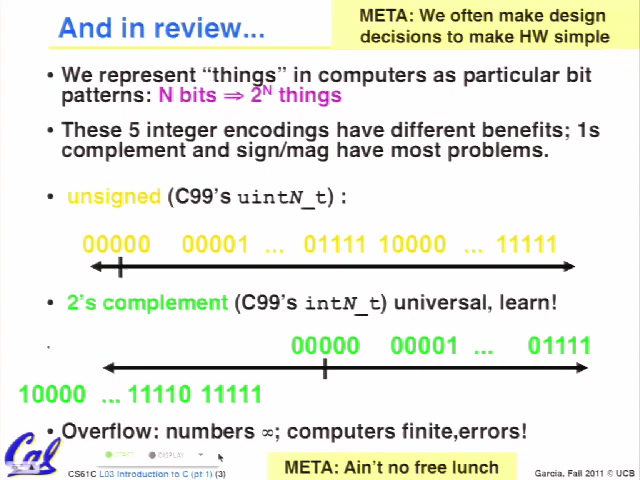 And in review...
META: We often make design
decisions to make HW simple
• We represent “things” in computers as particular bit
patterns: N bits ⇒ 2^N things
• These 5 integer encodings have different benefits; 1s
complement and sign/mag have most problems.
• unsigned (C99’s uintN_t) :
00000 00001 ... 01111 10000 ... 11111
• 2’s complement (C99’s intN_t) universal, learn!
00000 00001 ... 01111
10000 ... 11110 11111
• Overflow: numbers ∞; computers finite,errors!
Cal
START DISPLAY
CS61C L03 Introduction to C (pt 1) (3)
META: Ain’t no free lunch
Garcia, Fall 2011 © UCB